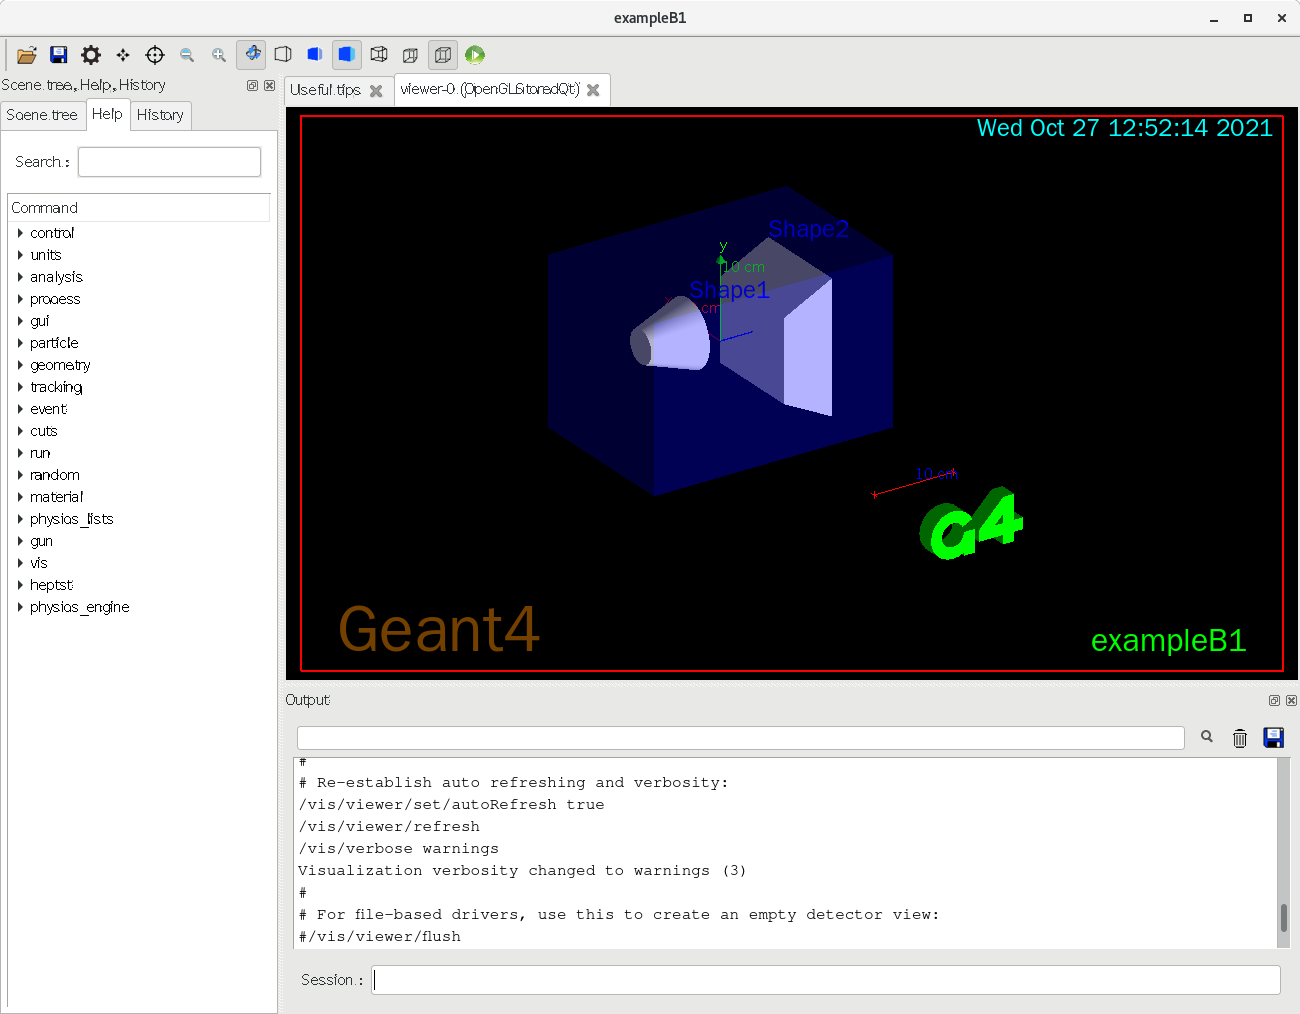 exampleB1
Scene tree, Help, History
Scene tree
Help
History
Search :
Command
control
units
analysis
process
gui
particle
geometry
tracking
event
cuts
run
random
material
physics_lists
gun
vis
heptst
physics_engine
Useful tips
viewer-0 (OpenGLStoredQt)
Wed Oct 27 12:52:14 2021
Shape2
y
10 cm
Shape1
x
cm
10 cm
G4
Geant4
exampleB1
Output
#
# Re-establish auto refreshing and verbosity:
/vis/viewer/set/autoRefresh true
/vis/viewer/refresh
/vis/verbose warnings
Visualization verbosity changed to warnings (3)
#
# For file-based drivers, use this to create an empty detector view:
#/vis/viewer/flush
Session :